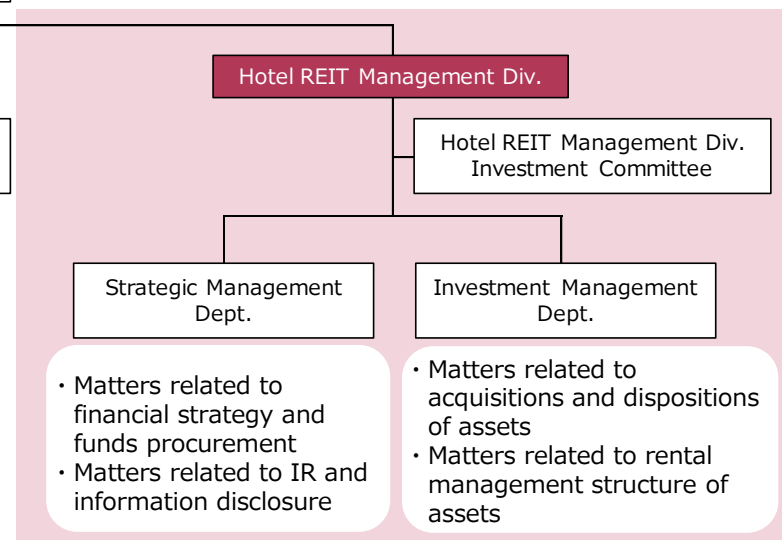 Hotel REIT Management Div.
Hotel REIT Management Div.
Investment Committee
Strategic Management
Dept.
Investment Management
Dept.
・Matters related to
financial strategy and
funds procurement
・Matters related to IR and
information disclosure
・Matters related to
acquisitions and dispositions
of assets
・Matters related to rental
management structure of
assets